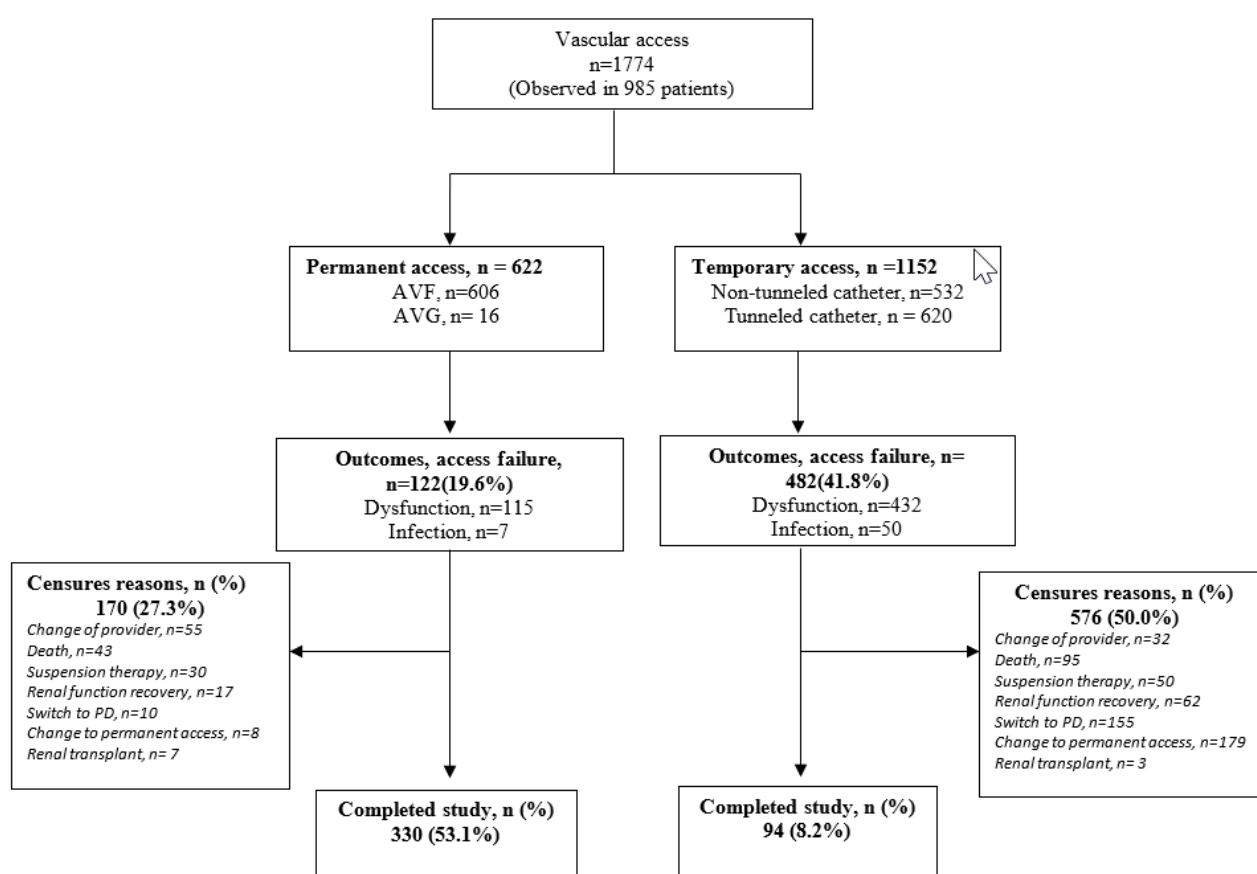 Vascular access
n=1774
(Observed in 985 patients)
Permanent access, n = 622
AVF, n=606
AVG, n= 16
Temporary access, n =1152
Non-tunneled catheter, n=532
Tunneled catheter, n = 620
Outcomes, access failure,
n=122(19.6%)
Dysfunction, n=115
Infection, n=7
Outcomes, access failure, n=
482(41.8%)
Dysfunction, n=432
Infection, n=50
Censures reasons, n (%)
170 (27.3%)
Change of provider, n=55
Death, n=43
Suspension therapy, n=30
Renal function recovery, n=17
Switch to PD, n=10
Change to permanent access, n=8
Renal transplant, n= 7
Censures reasons, n (%)
576 (50.0%)
Change of provider, n=32
Death, n=95
Suspension therapy, n=50
Renal function recovery, n=62
Switch to PD, n=155
Change to permanent access, n=179
Renal transplant, n= 3
Completed study, n (%)
330 (53.1%)
Completed study, n (%)
94 (8.2%)